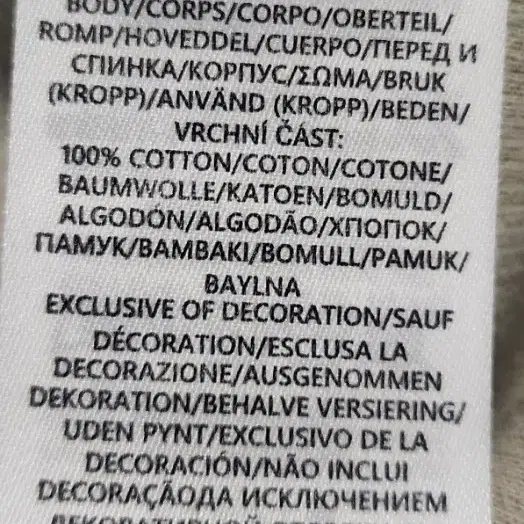 BODY/CORPS/CORPO/OBERTEIL/
ROMP/HOVEDDEL/CUERPO/ПЕРЕД И
СПИНКА/КОРПУС/ΣΩΜΑ/BRUK
(KROPP)/ANVÄND (KROPP)/BEDEN/
VRCHNÍ ČÁST:
100% COTTON/COTON/COTONE/
BAUMWOLLE/KATOEN/BOMULD/
ALGODÓN/ALGODÃO/ХПОПОК/
ПАМУК/BAMBAKI/BOMULL/PAMUK/
BAYLNA
EXCLUSIVE OF DECORATION/SAUF
DÉCORATION/ESCLUSA LA
DECORAZIONE/AUSGENOMMEN
DEKORATION/BEHALVE VERSIERING/
UDEN PYNT/EXCLUSIVO DE LA
DECORACIÓN/NÃO INCLUI
DECORAÇÃOДА ИСКЛЮЧЕНИЕМ
ДЕКОРАТИВНОЙ